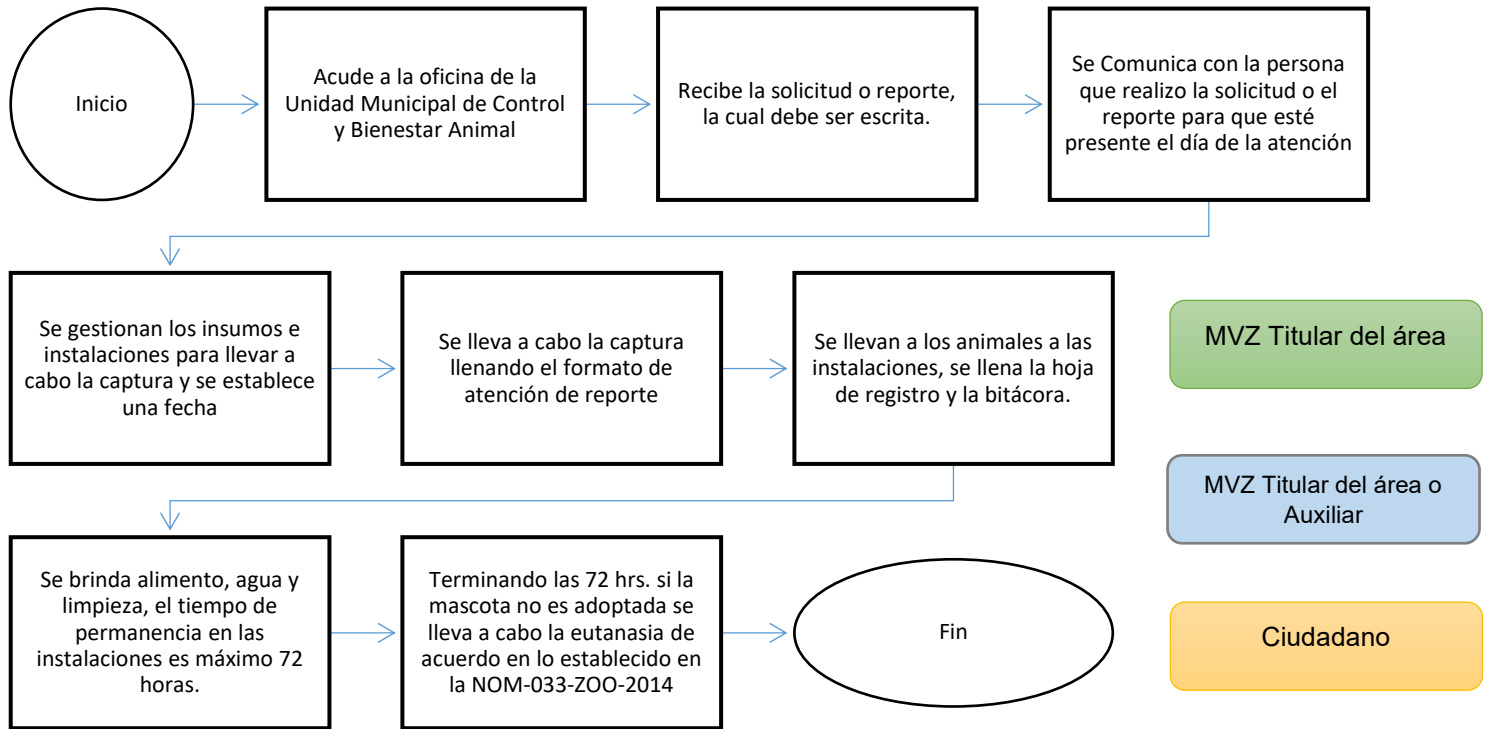 Inicio
Acude a la oficina de la
Unidad Municipal de Control
y Bienestar Animal
Recibe la solicitud o reporte,
la cual debe ser escrita.
Se Comunica con la persona
que realizo la solicitud o el
reporte para que esté
presente el día de la atención
Se gestionan los insumos e
instalaciones para llevar a
cabo la captura y se establece
una fecha
Se lleva a cabo la captura
llenando el formato de
atención de reporte
Se llevan a los animales a las
instalaciones, se llena la hoja
de registro y la bitácora.
MVZ Titular del área
MVZ Titular del área o
Auxiliar
Se brinda alimento, agua y
limpieza, el tiempo de
permanencia en las
instalaciones es máximo 72
horas.
Terminando las 72 hrs. si la
mascota no es adoptada se
lleva a cabo la eutanasia de
acuerdo en lo establecido en
la NOM-033-ZOO-2014
Fin
Ciudadano